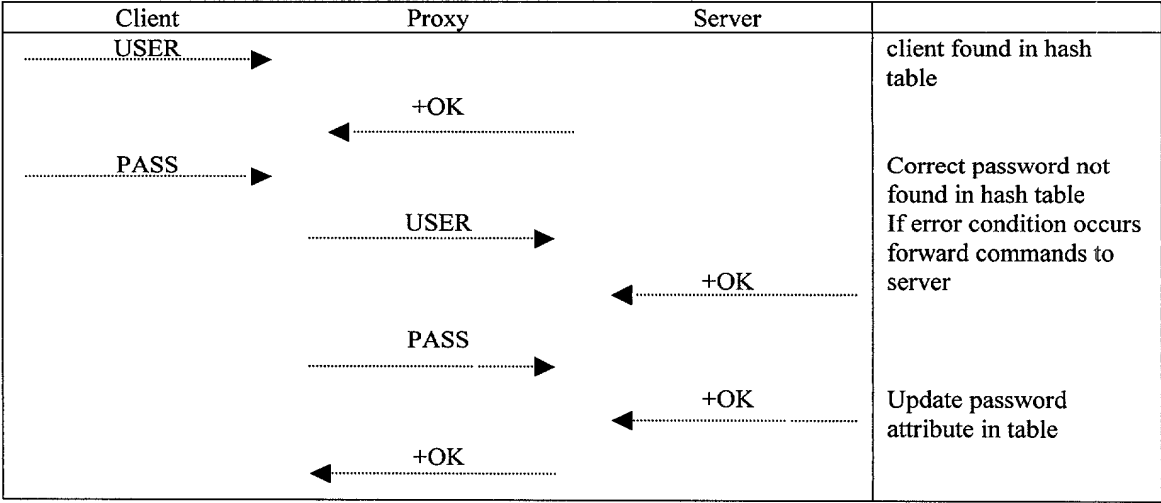 Client Proxy Server
USER
client found in hash
table
+OK
PASS
Correct password not
found in hash table
USER
If error condition occurs
forward commands to
server
+OK
PASS
+OK
Update password
attribute in table
+OK